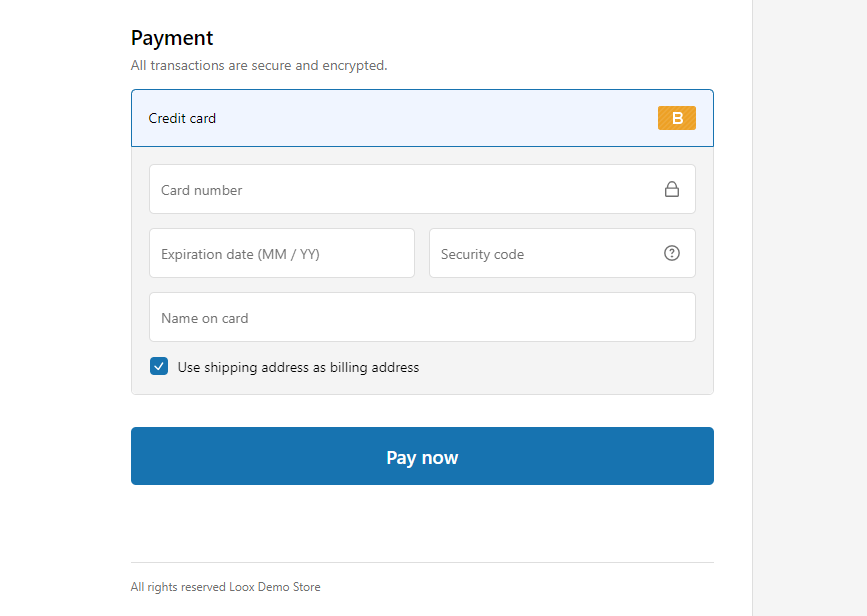 Payment
All transactions are secure and encrypted.
Credit card
B
Card number
Expiration date (MM / YY)
Security code
Name on card
Use shipping address as billing address
Pay now
All rights reserved Loox Demo Store